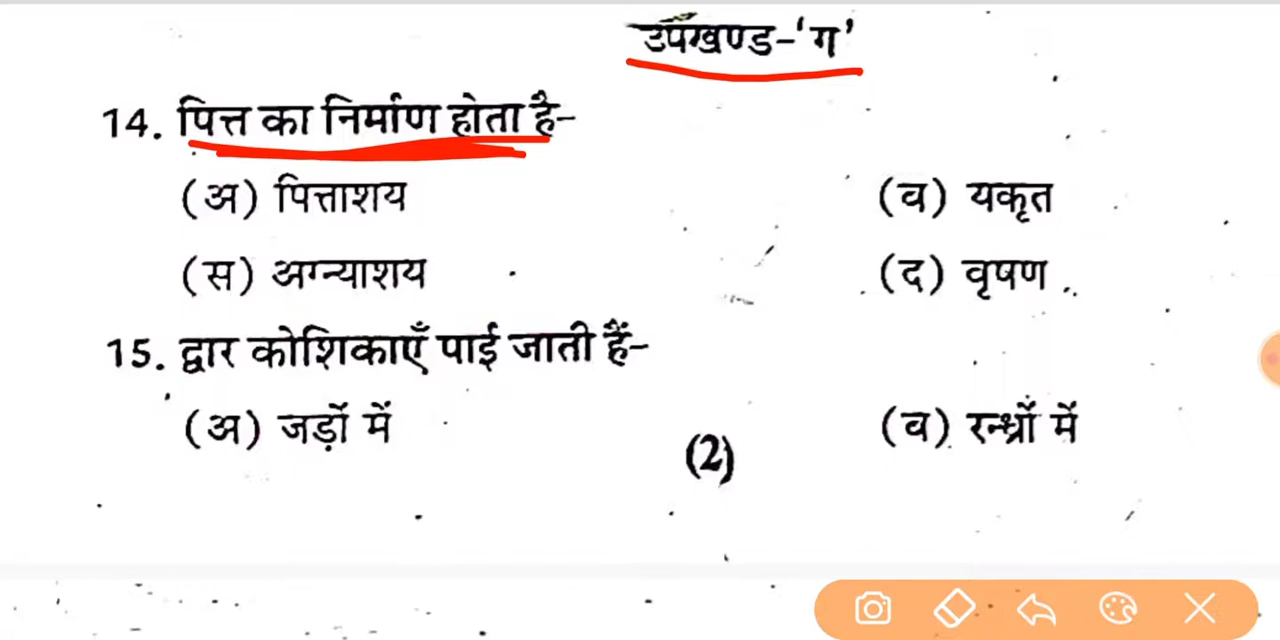 उपखण्ड-‘ग’
14. पित्त का निर्माण होता है-
(अ) पित्ताशय (ब) यकृत
(स) अग्न्याशय (द) वृषण
15. द्वार कोशिकाएँ पाई जाती हैं-
(अ) जड़ों में (ब) रन्ध्रों में
(2)